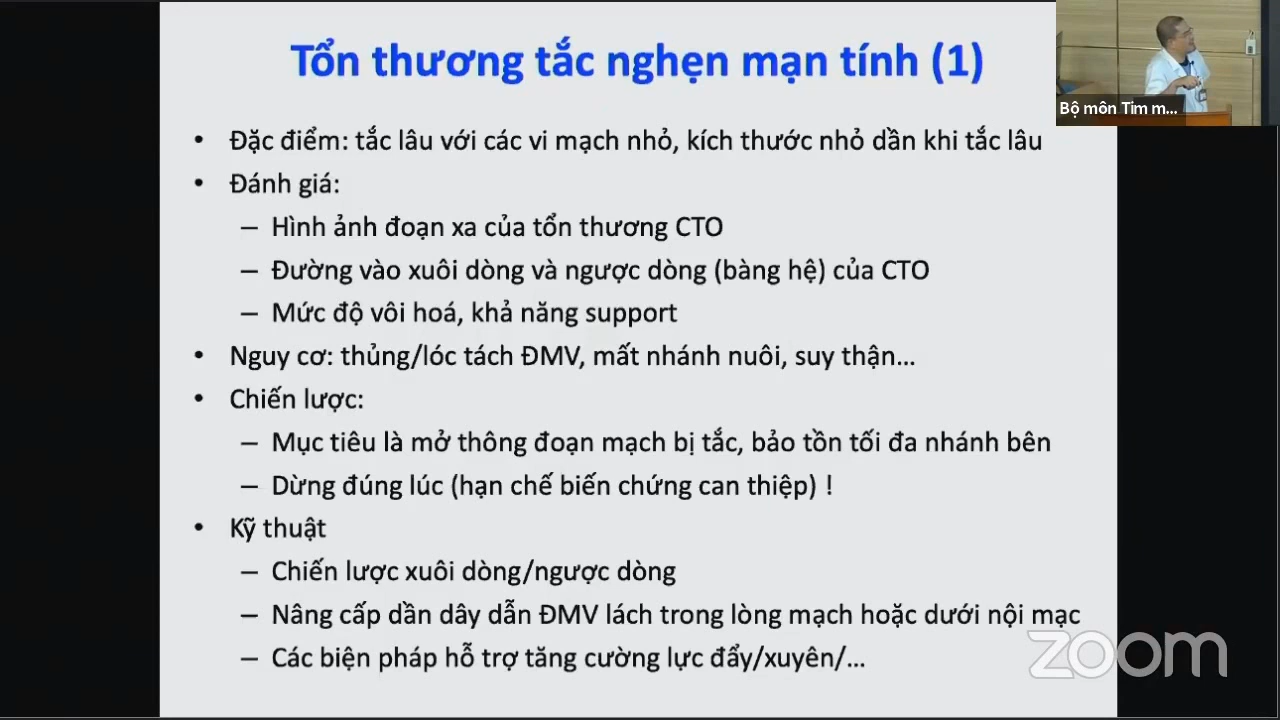 Tổn thương tắc nghẹn mạn tính (1)
Bộ môn Tim m...
• Đặc điểm: tắc lâu với các vi mạch nhỏ, kích thước nhỏ dần khi tắc lâu
• Đánh giá:
– Hình ảnh đoạn xa của tổn thương CTO
– Đường vào xuôi dòng và ngược dòng (bàng hệ) của CTO
– Mức độ vôi hoá, khả năng support
• Nguy cơ: thủng/lóc tách ĐMV, mất nhánh nuôi, suy thận...
• Chiến lược:
– Mục tiêu là mở thông đoạn mạch bị tắc, bảo tồn tối đa nhánh bên
– Dừng đúng lúc (hạn chế biến chứng can thiệp) !
• Kỹ thuật
– Chiến lược xuôi dòng/ngược dòng
– Nâng cấp dần dây dẫn ĐMV lách trong lòng mạch hoặc dưới nội mạc
– Các biện pháp hỗ trợ tăng cường lực đẩy/xuyên/...
zoom